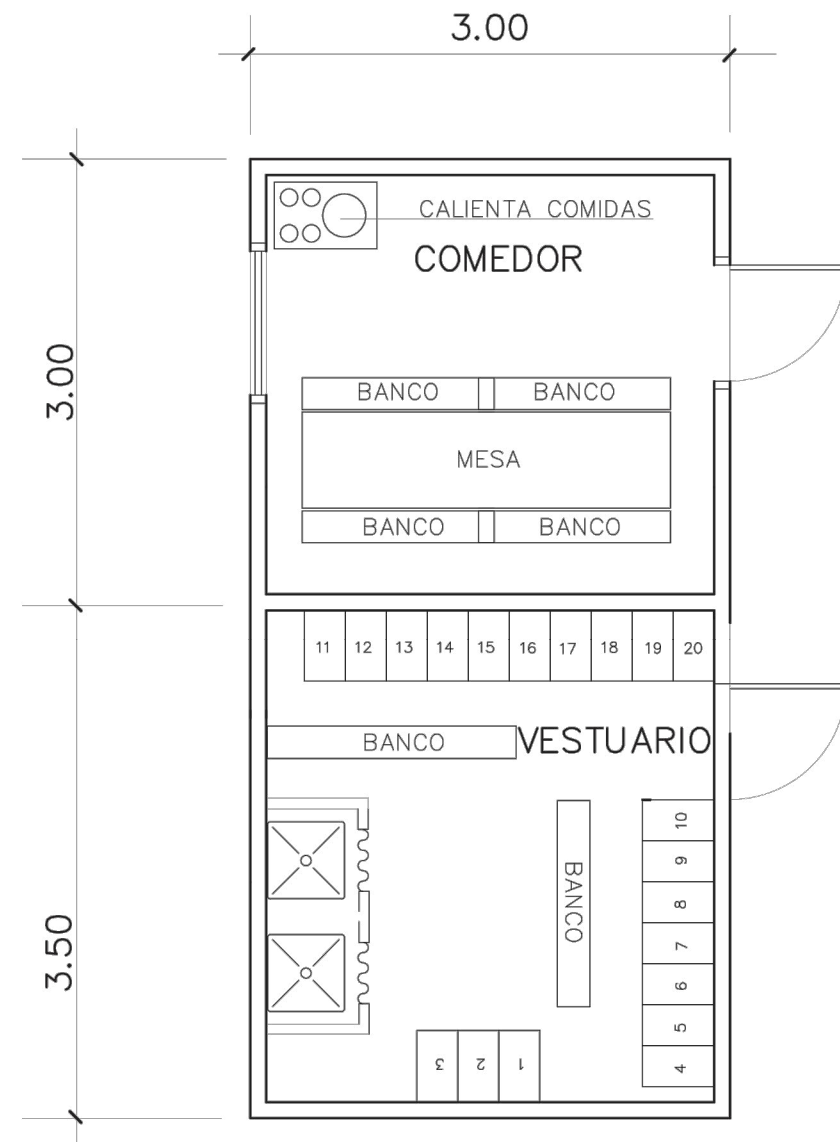 3.00
CALIENTA COMIDAS
COMEDOR
3.00
BANCO BANCO
MESA
BANCO BANCO
11 12 13 14 15 16 17 18 19 20
BANCO
VESTUARIO
10
9
8
7
6
5
4
BANCO
3.50
3 2 1